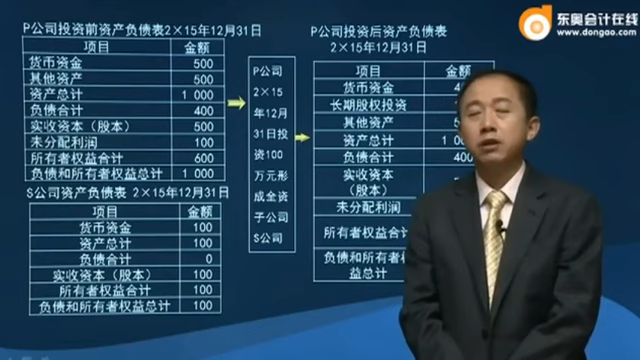 东奥会计在线
www.dongao.com
P公司投资前资产负债表2×15年12月31日
项目 金额
货币资金 500
其他资产 500
资产总计 1 000
负债合计 400
实收资本（股本） 500
未分配利润 100
所有者权益合计 600
负债和所有者权益总计 1 000
S公司资产负债表 2×15年12月31日
项目 金额
货币资金 100
资产总计 100
负债合计 0
实收资本（股本） 100
所有者权益合计 100
负债和所有者权益总计 100
P公司
2×15
年12月
31日投
资100
万元形
成全资
子公司
S公司
P公司投资后资产负债表
2×15年12月31日
项目 金额
货币资金
长期股权投资
其他资产
资产总计
负债合计 400
实收资本
（股本）
未分配利润
所有者权益合计
负债和所有者权
益总计